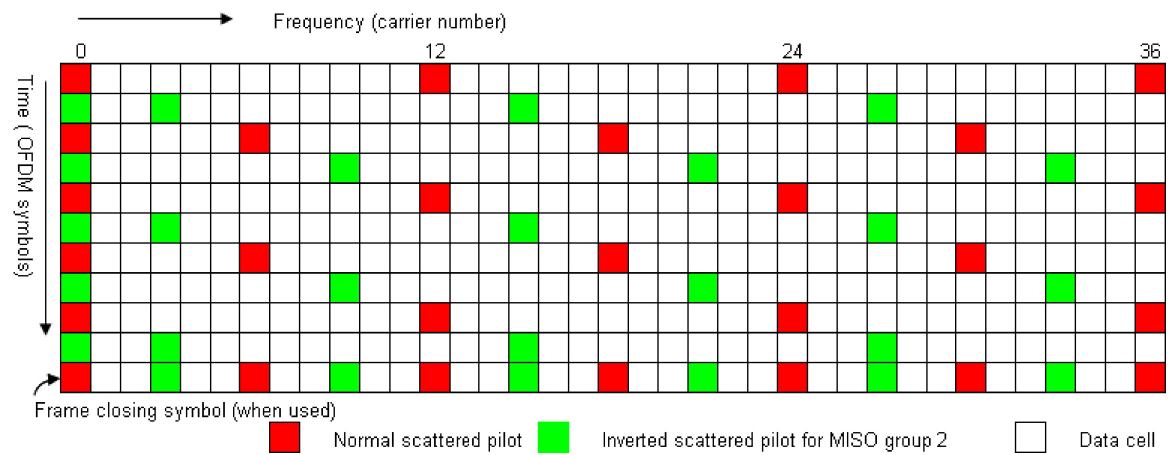 Frequency (carrier number)
0 12 24 36
Time ( OFDM symbols)
Frame closing symbol (when used)
Normal scattered pilot
Inverted scattered pilot for MISO group 2
Data cell